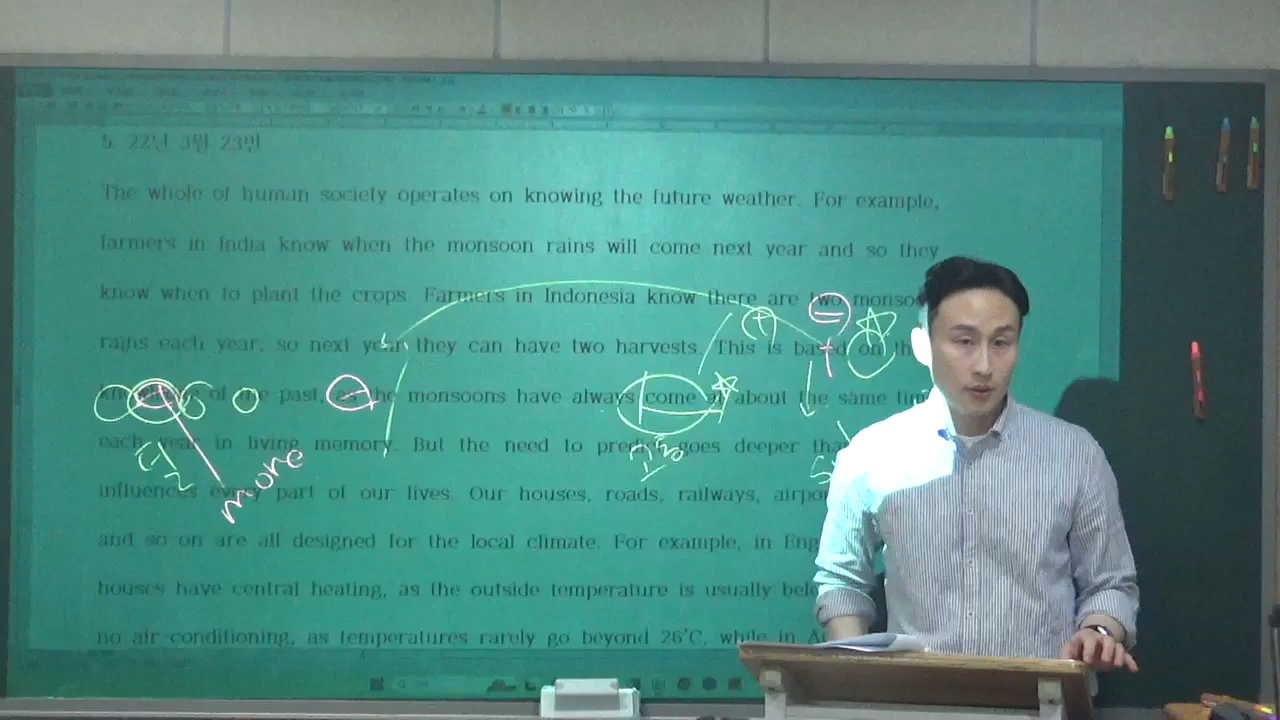 5. 22년 3월 23번
The whole of human society operates on knowing the future weather. For example,
farmers in India know when the monsoon rains will come next year and so they
know when to plant the crops. Farmers in Indonesia know there are two monsoon
rains each year, so next year they can have two harvests. This is based on
of the past, as the monsoons have always come at about the same time
each year in living memory. But the need to predict goes deeper
influences every part of our lives. Our houses, roads, railways,
more
and so on are all designed for the local climate. For example, in
houses have central heating, as the outside temperature is usually
no air-conditioning, as temperatures rarely go beyond 26°C, while in